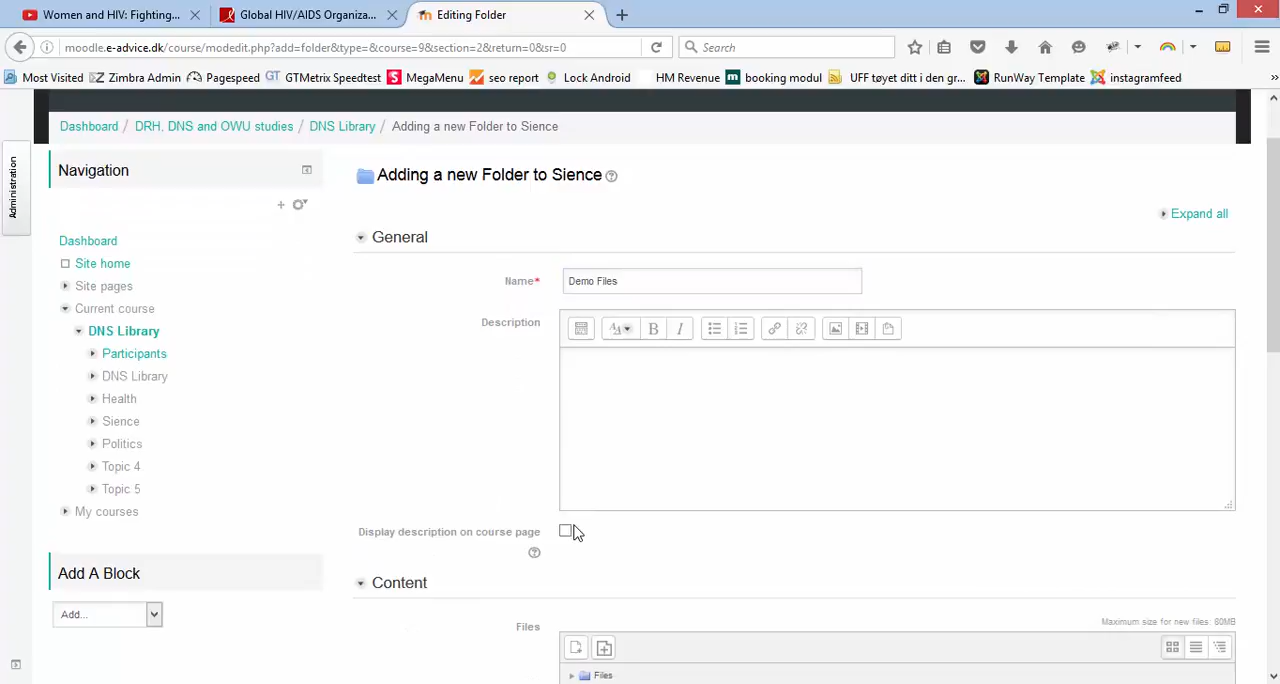 Women and HIV: Fighting...
Global HIV/AIDS Organiza...
Editing Folder
moodle.e-advice.dk/course/modedit.php?add=folder&type=&course=9&section=2&return=0&sr=0
Search
Most Visited
Zimbra Admin
Pagespeed
GT GTMetrix Speedtest
S MegaMenu
seo report
Lock Android
HM Revenue
m booking modul
UFF tøyet ditt i den gr...
RunWay Template
instagramfeed
Dashboard / DRH, DNS and OWU studies / DNS Library / Adding a new Folder to Sience
Administration
Navigation
Dashboard
Site home
Site pages
Current course
DNS Library
Participants
DNS Library
Health
Sience
Politics
Topic 4
Topic 5
My courses
Add A Block
Add...
Adding a new Folder to Sience
Expand all
General
Name*
Demo Files
Description
B I
Display description on course page
Content
Maximum size for new files: 60MB
Files
Files